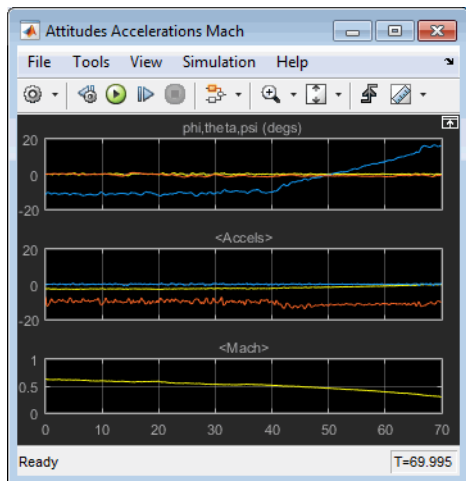 Attitudes Accelerations Mach
File Tools View Simulation Help
phi,theta,psi (degs)
20
0
-20
<Accels>
20
0
-20
<Mach>
1
0.5
0
0 10 20 30 40 50 60 70
Ready T=69.995